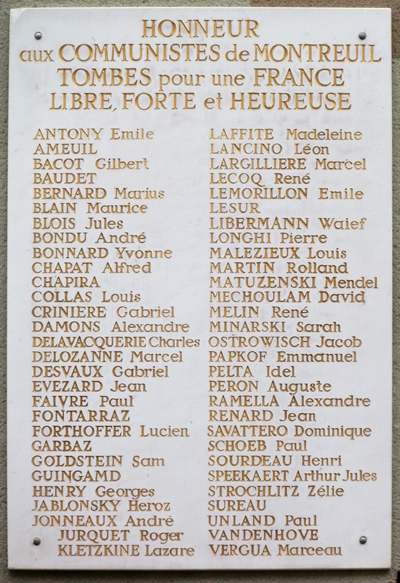 HONNEUR
aux COMMUNISTES de MONTREUIL
TOMBES pour une FRANCE
LIBRE, FORTE et HEUREUSE
ANTONY Emile
AMEUIL
BACOT Gilbert
BAUDET
BERNARD Marius
BLAIN Maurice
BLOIS Jules
BONDU André
BONNARD Yvonne
CHAPAT Alfred
CHAPIRA
COLLAS Louis
CRINIERE Gabriel
DAMONS Alexandre
DELAVACQUERIE Charles
DELOZANNE Marcel
DESVAUX Gabriel
EVEZARD Jean
FAIVRE Paul
FONTARRAZ
FORTHOFFER Lucien
GARBAZ
GOLDSTEIN Sam
GUINGAMD
HENRY Georges
JABLONSKY Heroz
JONNEAUX André
JURQUET Roger
KLETZKINE Lazare
LAFFITE Madeleine
LANCINO Léon
LARGILLIERE Marcel
LECOQ René
LEMORILLON Emile
LESUR
LIBERMANN Waief
LONGHI Pierre
MALEZIEUX Louis
MARTIN Rolland
MATUZENSKI Mendel
MECHOULAM David
MELIN René
MINARSKI Sarah
OSTROWISCH Jacob
PAPKOF Emmanuel
PELTA Idel
PERON Auguste
RAMELLA Alexandre
RENARD Jean
SAVATTERO Dominique
SCHOEB Paul
SOURDEAU Henri
SPEEKAERT Arthur Jules
STROCHLITZ Zélie
SUREAU
UNLAND Paul
VANDENHOVE
VERGUA Marceau